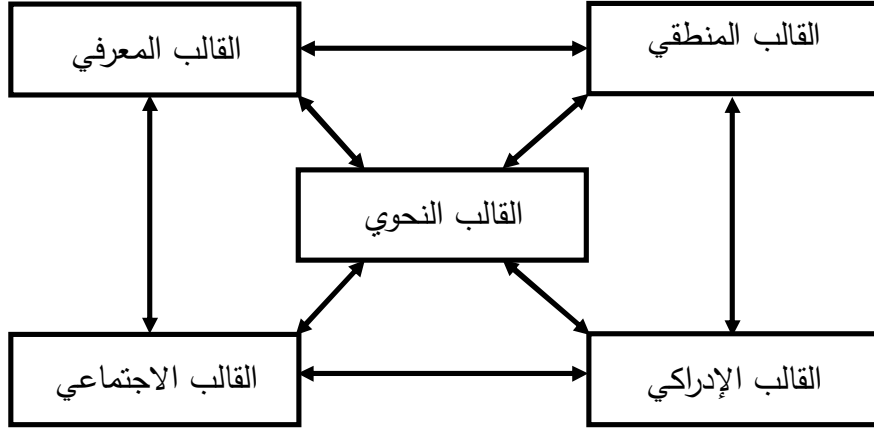 القالب المنطقي
القالب المعرفي
القالب النحوي
القالب الإدراكي
القالب الاجتماعي